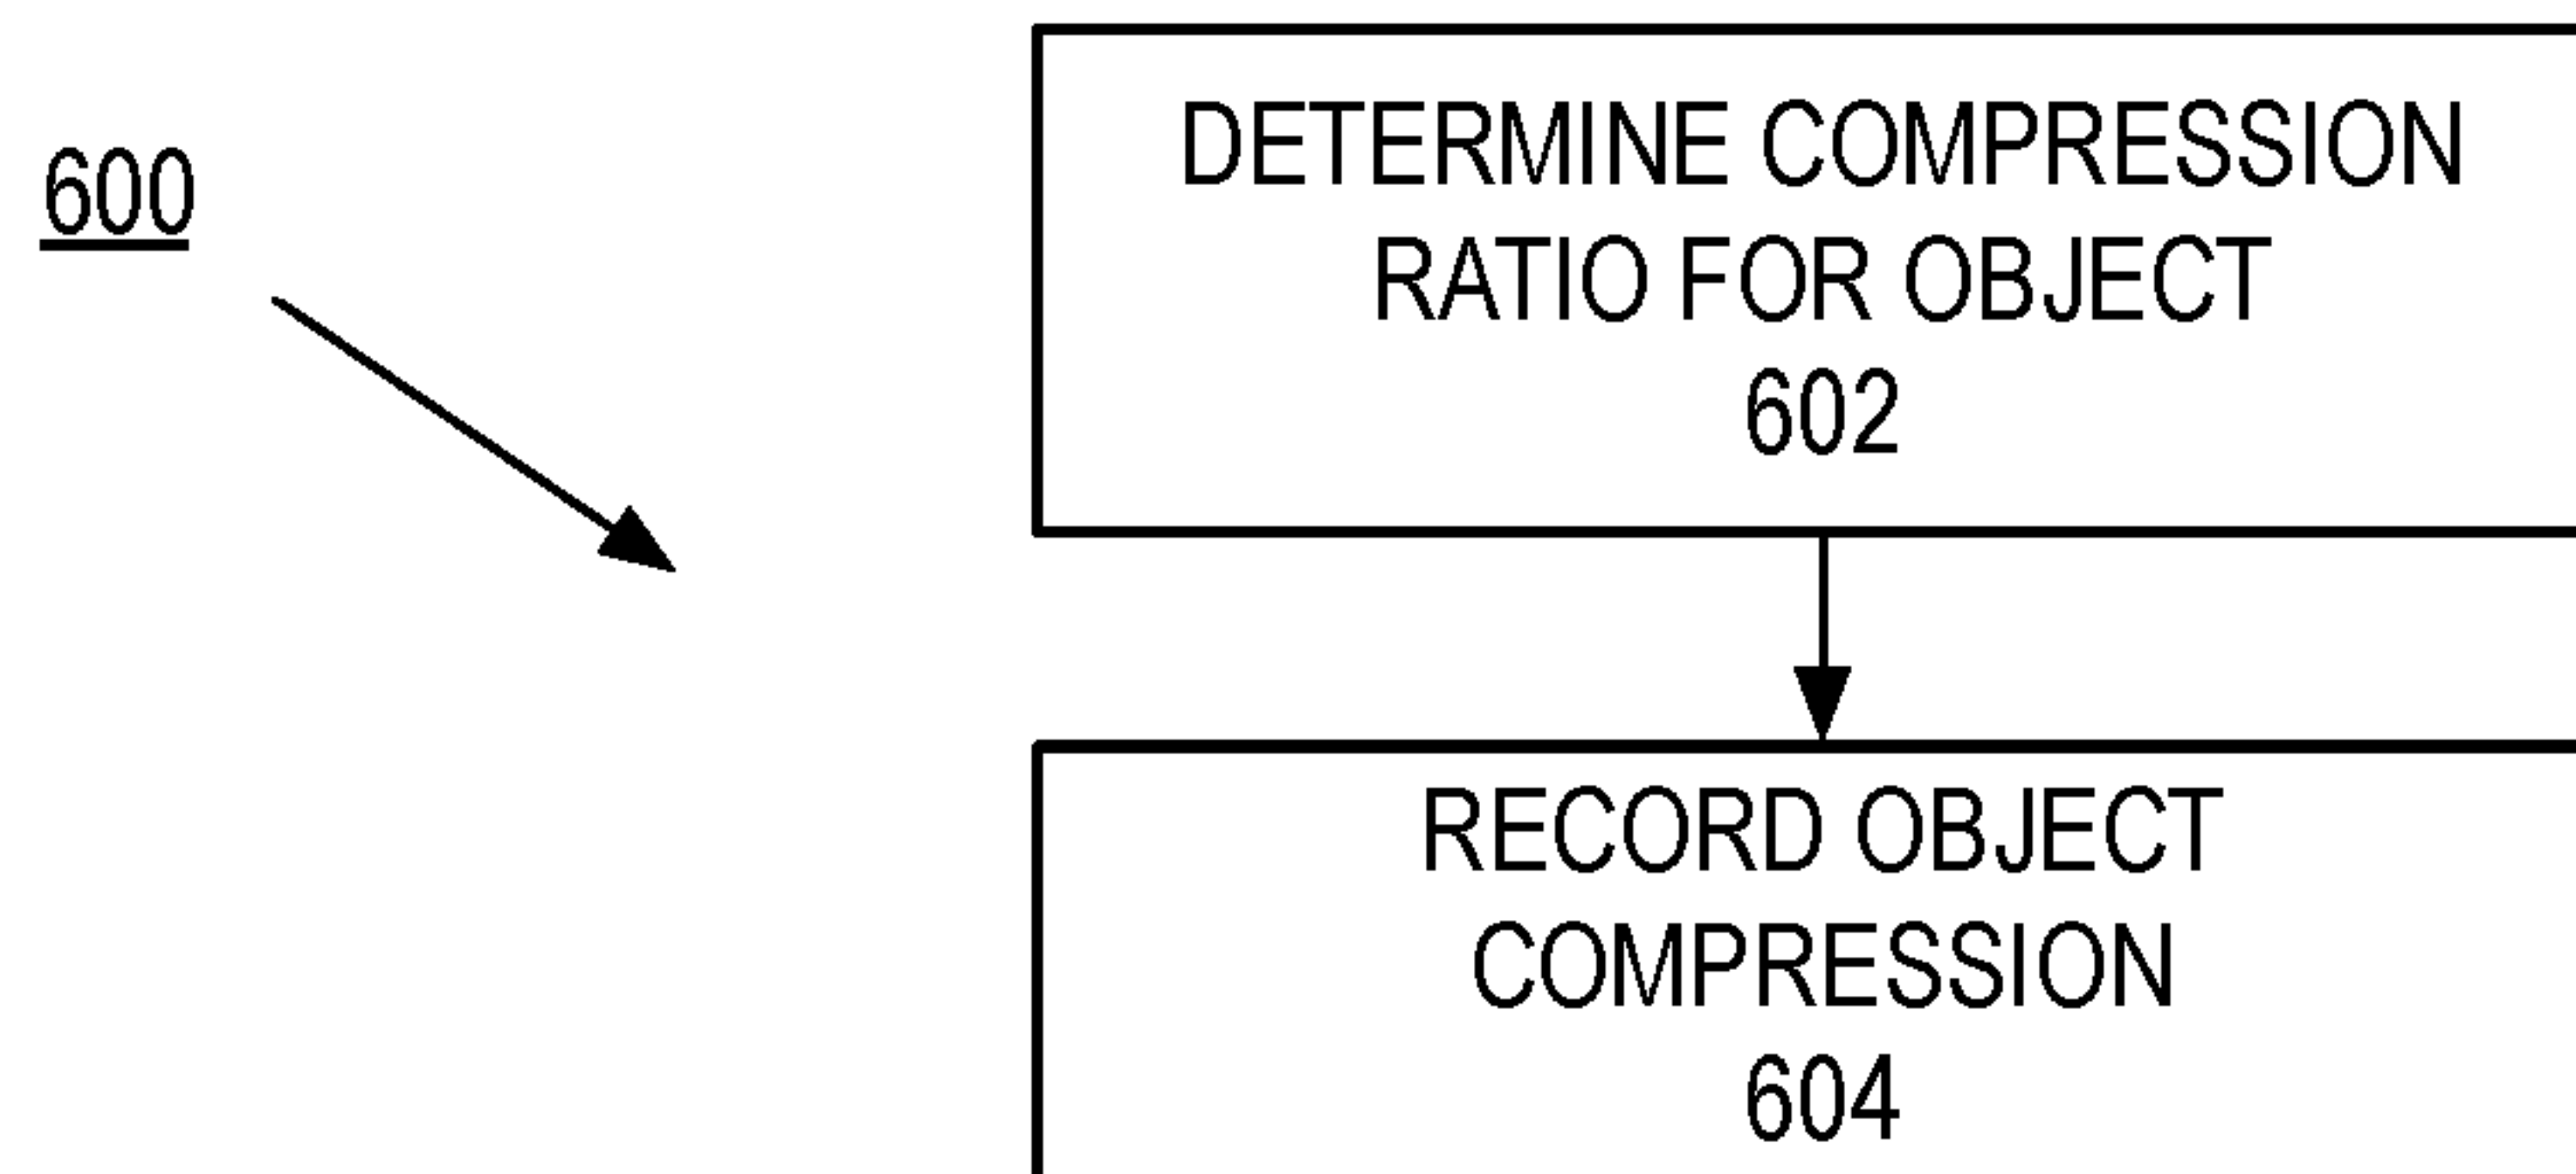 600
DETERMINE COMPRESSION
RATIO FOR OBJECT
602
RECORD OBJECT
COMPRESSION
604